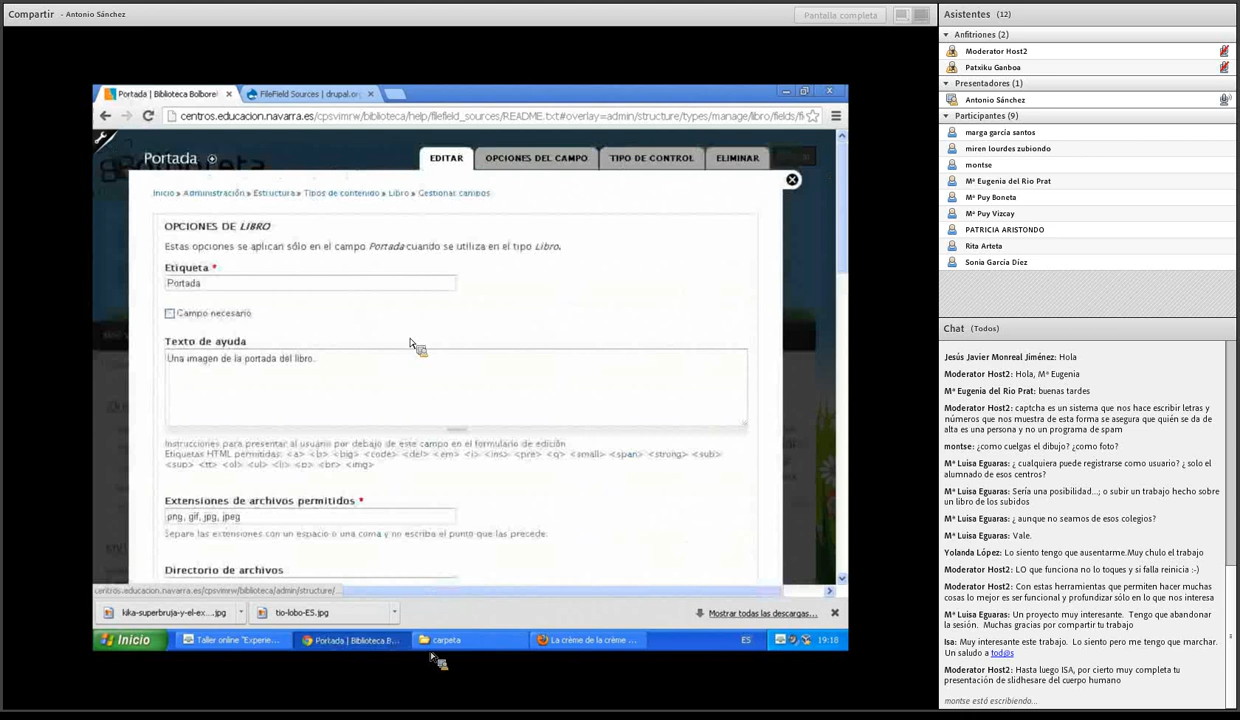 Compartir - Antonio Sánchez
Pantalla completa
Portada | Biblioteca Bolbore
FileField Sources | drupal.or
centros.educacion.navarra.es/cpsvimrw/biblioteca/help/filefield_sources/README.txt#overlay=admin/structure/types/manage/libro/fields/fi
Portada
EDITAR
OPCIONES DEL CAMPO
TIPO DE CONTROL
ELIMINAR
Inicio » Administración » Estructura » Tipos de contenido » Libro » Gestionar campos
OPCIONES DE LIBRO
Estas opciones se aplican sólo en el campo Portada cuando se utiliza en el tipo Libro.
Etiqueta *
Portada
Campo necesario
Texto de ayuda
Una imagen de la portada del libro.
Instrucciones para presentar al usuario por debajo de este campo en el formulario de edición
Etiquetas HTML permitidas: <a> <b> <big> <code> <del> <em> <i> <ins> <pre> <q> <small> <span> <strong> <sub>
<sup> <tt> <ol> <ul> <li> <p> <br> <img>
Extensiones de archivos permitidos *
png, gif, jpg, jpeg
Separe las extensiones con un espacio o una coma y no escriba el punto que las precede.
Directorio de archivos
centros.educacion.navarra.es/cpsvimrw/biblioteca/admin/structure/...
kika-superbruja-y-el-ex....jpg
tio-lobo-ES.jpg
Mostrar todas las descargas...
Inicio
Taller online "Experie...
Portada | Biblioteca B...
carpeta
La crème de la crème ...
ES
19:18
Asistentes (12)
Anfitriones (2)
Moderator Host2
Patxiku Ganboa
Presentadores (1)
Antonio Sánchez
Participantes (9)
marga garcía santos
miren lourdes zubiondo
montse
Mª Eugenia del Rio Prat
Mª Puy Boneta
Mª Puy Vizcay
PATRICIA ARISTONDO
Rita Arteta
Sonia García Díez
Chat (Todos)
Jesús Javier Monreal Jiménez: Hola
Moderator Host2: Hola, Mª Eugenia
Mª Eugenia del Rio Prat: buenas tardes
Moderator Host2: captcha es un sistema que nos hace escribir letras y
números que nos muestra de esta forma se asegura que quién se da de
alta es una persona y no un programa de spam
montse: ¿como cuelgas el dibujo? ¿como foto?
Mª Luisa Eguaras: ¿ cualquiera puede registrarse como usuario? ¿ solo el
alumnado de esos centros?
Mª Luisa Eguaras: Sería una posibilidad...; o subir un trabajo hecho sobre
un libro de los subidos
Mª Luisa Eguaras: ¿ aunque no seamos de esos colegios?
Mª Luisa Eguaras: Vale.
Yolanda López: Lo siento tengo que ausentarme.Muy chulo el trabajo
Moderator Host2: LO que funciona no lo toques y si falla reinicia :-)
Moderator Host2: Con estas herramientas que permiten hacer muchas
cosas lo mejor es ser funcional y profundizar sólo en lo que nos interesa
Mª Luisa Eguaras: Un proyecto muy interesante. Tengo que abandonar
la sesión. Muchas gracias por compartir tu trabajo
Isa: Muy interesante este trabajo. Lo siento pero me tengo que marchar.
Un saludo a tod@s
Moderator Host2: Hasta luego ISA, por cierto muy completa tu
presentación de slidhesare del cuerpo humano
montse está escribiendo...